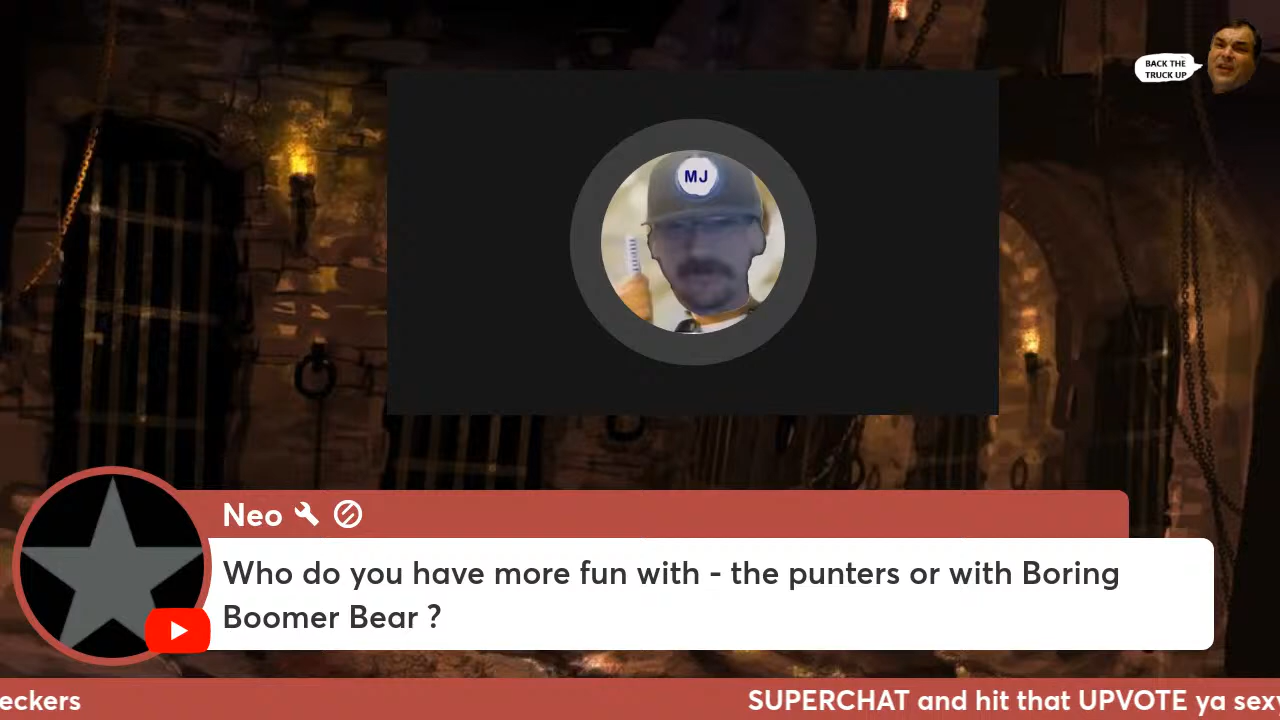 BACK THE
TRUCK UP
MJ
Neo
Who do you have more fun with - the punters or with Boring
Boomer Bear ?
eckers
SUPERCHAT and hit that UPVOTE ya sexy